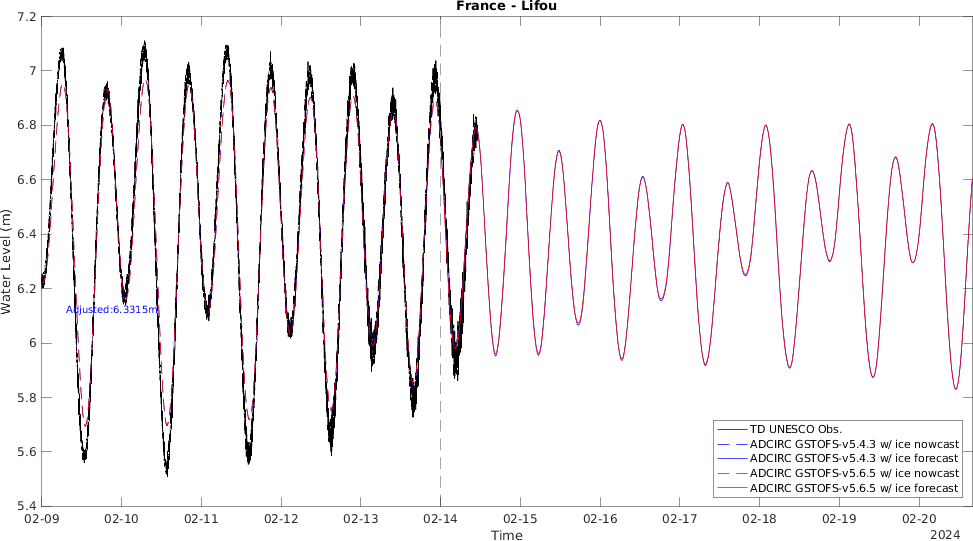 France - Lifou
Water Level (m)
7.2
7
6.8
6.6
6.4
6.2
6
5.8
5.6
5.4
Adjusted:6.3315m
TD UNESCO Obs.
ADCIRC GSTOFS-v5.4.3 w/ ice nowcast
ADCIRC GSTOFS-v5.4.3 w/ ice forecast
ADCIRC GSTOFS-v5.6.5 w/ ice nowcast
ADCIRC GSTOFS-v5.6.5 w/ ice forecast
02-09 02-10 02-11 02-12 02-13 02-14 02-15 02-16 02-17 02-18 02-19 02-20
Time
2024